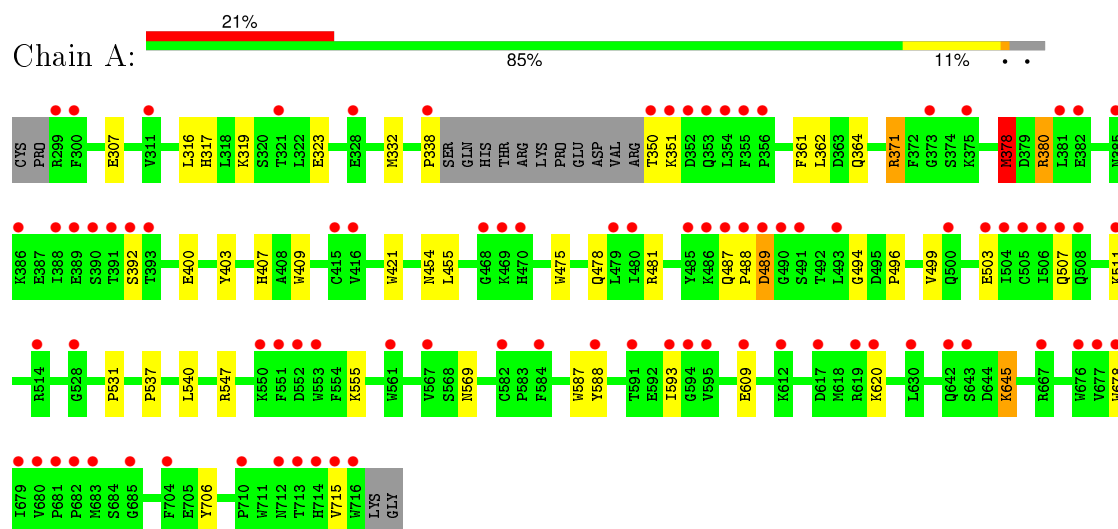 21%
Chain A:
85% 11% • •
CYS PRO R299 F300 E307 V311 L316 H317 L318 K319 S320 T321 L322 E323 E328 M332 P338 SER GLN HIS THR ARG LYS PRO GLU ASP VAL ARG T350 K351 D352 Q353 L354 F355 P356 F361 L362 D363 Q364 R371 F372 G373 S374 K375 M378 D379 R380 L381 E382 N385
K386 E387 I388 E389 S390 T391 S392 T393 E400 Y403 H407 A408 W409 C415 V416 W421 N454 L455 G468 K469 H470 W475 Q478 L479 I480 R481 Y485 K486 Q487 P488 D489 G490 S491 T492 L493 G494 D495 P496 V499 Q500 E503 I504 C505 I506 Q507 Q508 K511
R514 G528 P531 P537 L540 R547 K550 F551 D552 W553 F554 K555 W561 V567 S568 N569 C582 P583 F584 W587 Y588 T591 E592 I593 G594 V595 E609 K612 D617 M618 R619 K620 L630 Q642 S643 D644 K645 R667 W676 V677 W678
I679 V680 P681 P682 M683 S684 G685 F704 E705 Y706 P710 W711 N712 T713 H714 V715 W716 LYS GLY